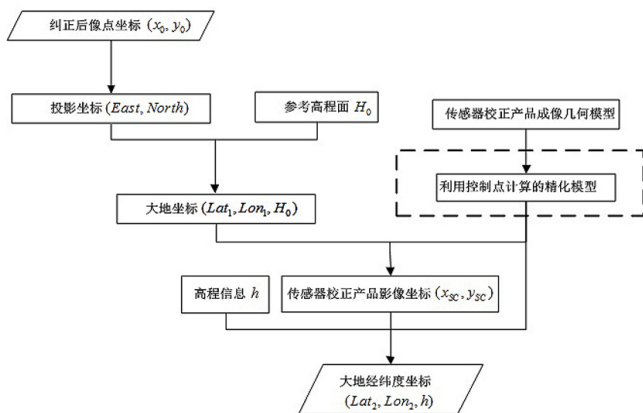 纠正后像点坐标 (x₀, y₀)
投影坐标 (East, North)
参考高程面 H₀
传感器校正产品成像几何模型
利用控制点计算的精化模型
大地坐标 (Lat₁, Lon₁, H₀)
高程信息 h
传感器校正产品影像坐标 (x_SC, y_SC)
大地经纬度坐标
(Lat₂, Lon₂, h)